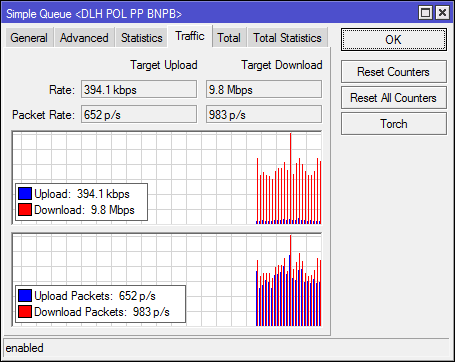 Simple Queue <DLH POL PP BNPB>
General Advanced Statistics Traffic Total Total Statistics
Target Upload Target Download
Rate: 394.1 kbps 9.8 Mbps
Packet Rate: 652 p/s 983 p/s
Upload: 394.1 kbps
Download: 9.8 Mbps
Upload Packets: 652 p/s
Download Packets: 983 p/s
OK
Reset Counters
Reset All Counters
Torch
enabled